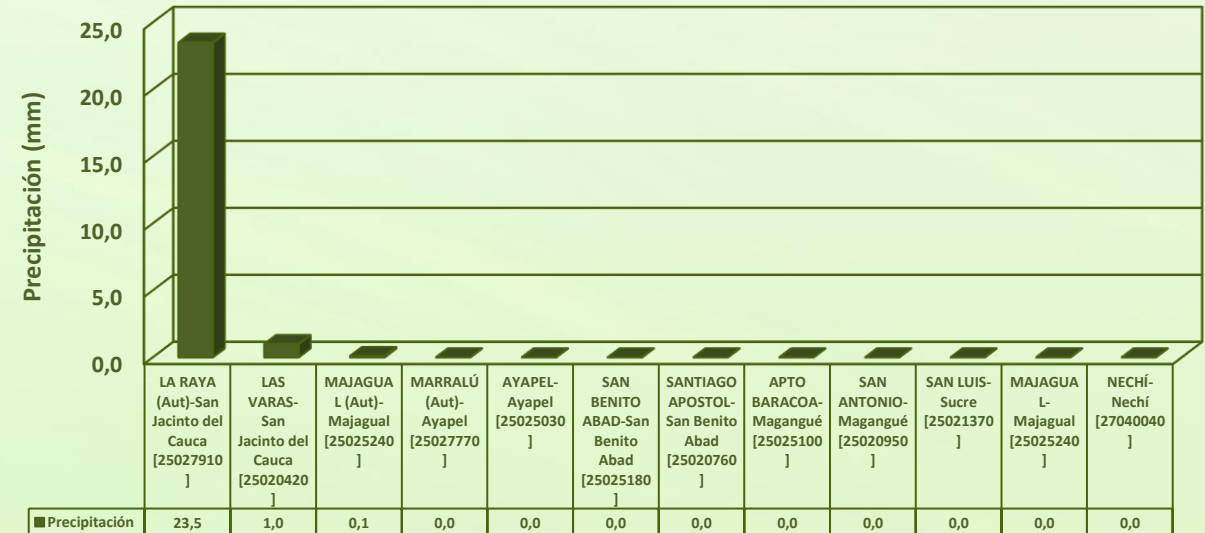 Precipitación (mm)
25,0
20,0
15,0
10,0
5,0
0,0
LA RAYA
(Aut)-San
Jacinto del
Cauca
[25027910
]
LAS
VARAS-
San
Jacinto del
Cauca
[25020420
]
MAJAGUA
L (Aut)-
Majagual
[25025240
]
MARRALÚ
(Aut)-
Ayapel
[25027770
]
AYAPEL-
Ayapel
[25025030
]
SAN
BENITO
ABAD-San
Benito
Abad
[25025180
]
SANTIAGO
APOSTOL-
San Benito
Abad
[25020760
]
APTO
BARACOA-
Magangué
[25025100
]
SAN
ANTONIO-
Magangué
[25020950
]
SAN LUIS-
Sucre
[25021370
]
MAJAGUA
L-
Majagual
[25025240
]
NECHÍ-
Nechí
[27040040
]
Precipitación 23,5 1,0 0,1 0,0 0,0 0,0 0,0 0,0 0,0 0,0 0,0 0,0